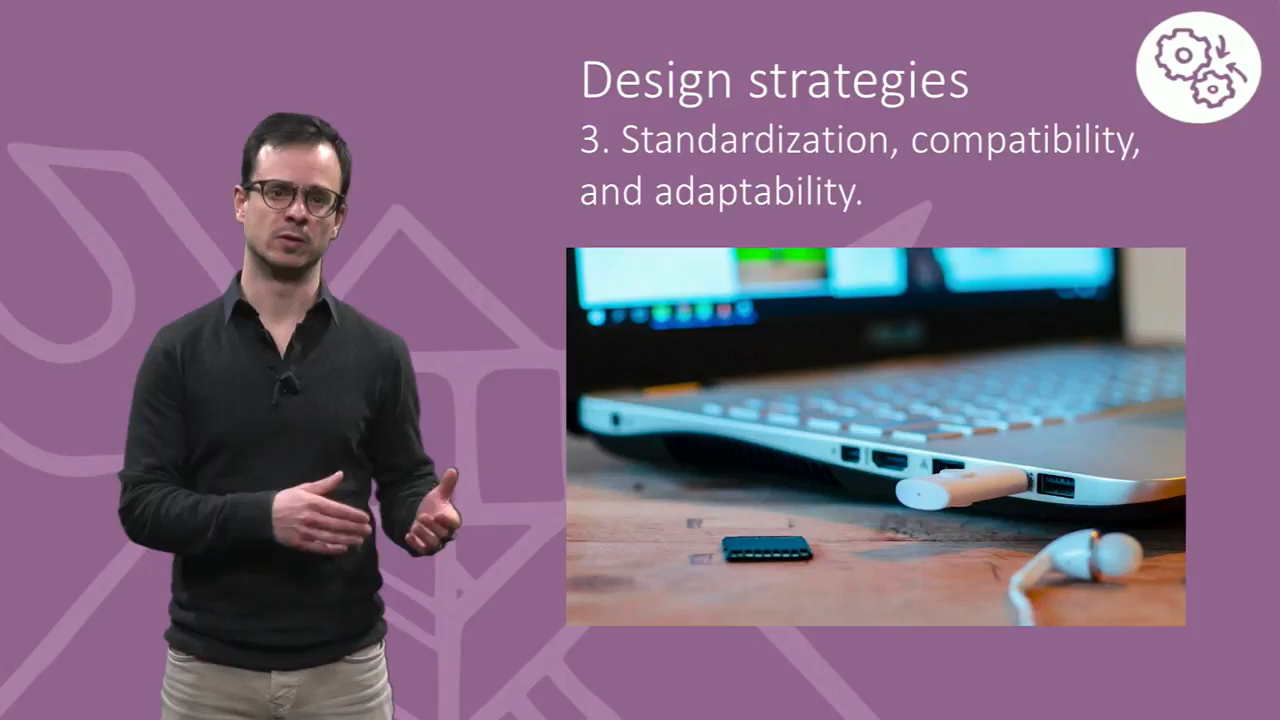 Design strategies
3. Standardization, compatibility,
and adaptability.